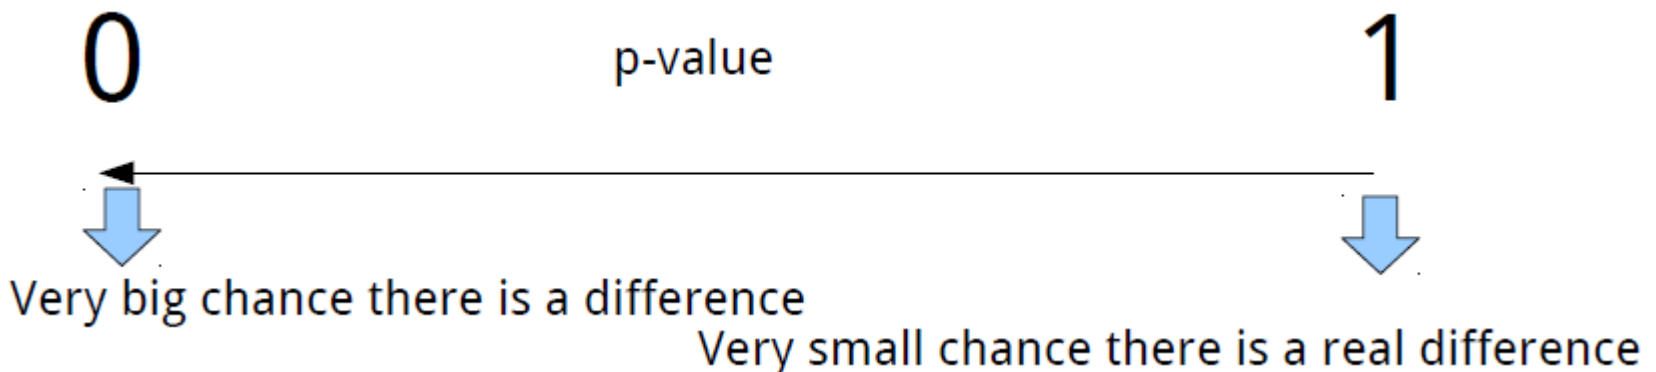 0 p-value 1
Very big chance there is a difference
Very small chance there is a real difference